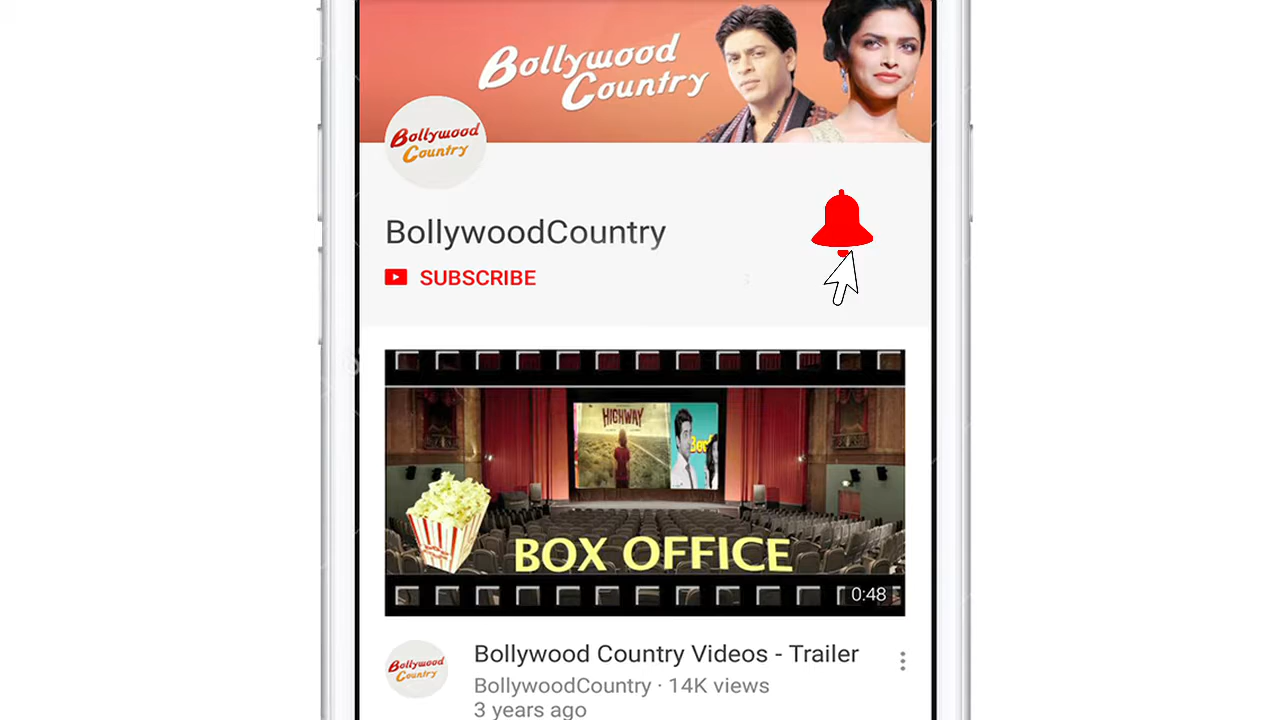 Bollywood
Country
Bollywood
Country
BollywoodCountry
SUBSCRIBE
HIGHWAY
BOX OFFICE
0:48
Bollywood
Country
Bollywood Country Videos - Trailer
BollywoodCountry · 14K views
3 years ago